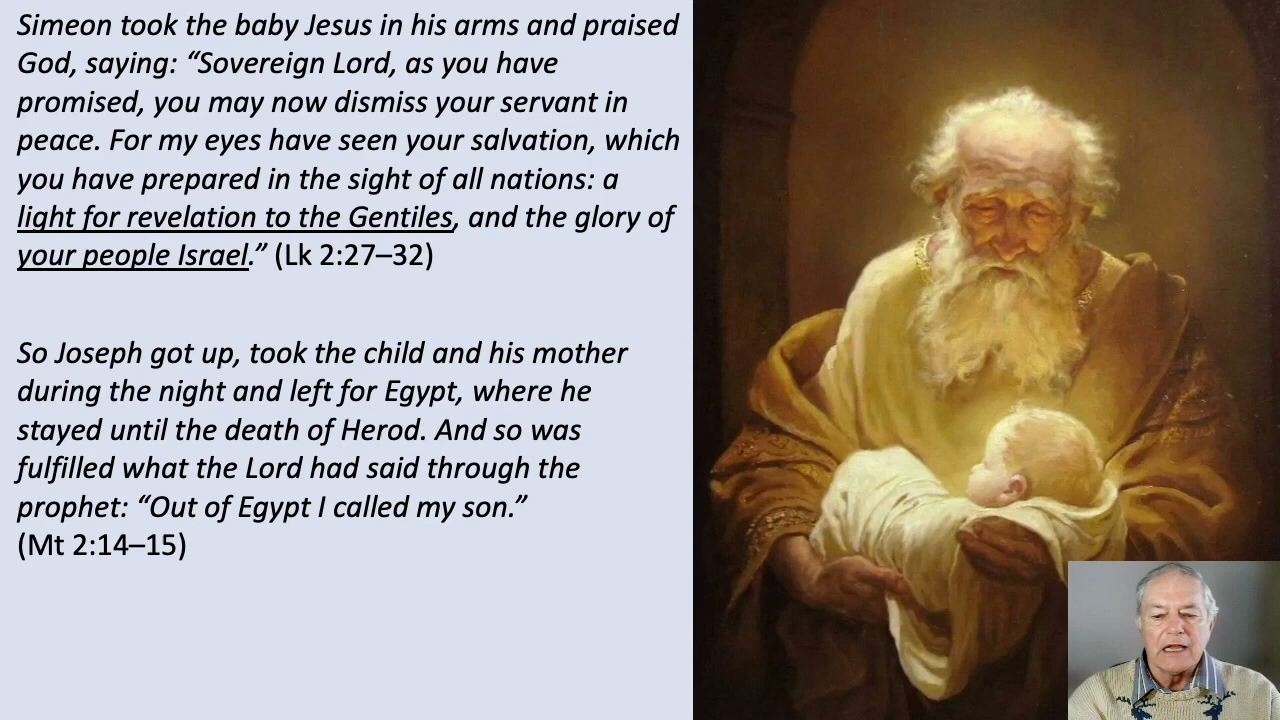 Simeon took the baby Jesus in his arms and praised
God, saying: “Sovereign Lord, as you have
promised, you may now dismiss your servant in
peace. For my eyes have seen your salvation, which
you have prepared in the sight of all nations: a
light for revelation to the Gentiles, and the glory of
your people Israel.” (Lk 2:27–32)
So Joseph got up, took the child and his mother
during the night and left for Egypt, where he
stayed until the death of Herod. And so was
fulfilled what the Lord had said through the
prophet: “Out of Egypt I called my son.”
(Mt 2:14–15)